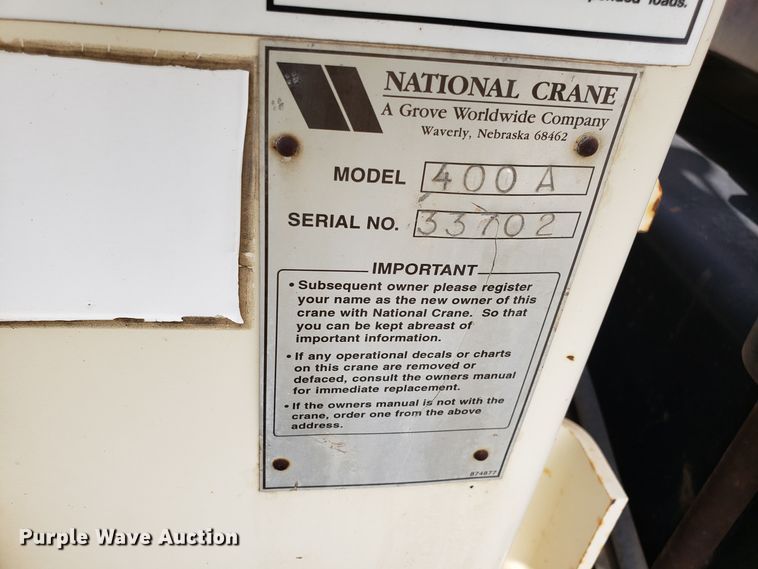 loads.
NATIONAL CRANE
A Grove Worldwide Company
Waverly, Nebraska 68462
MODEL 400A
SERIAL NO. 33702
IMPORTANT
• Subsequent owner please register
your name as the new owner of this
crane with National Crane. So that
you can be kept abreast of
important information.
• If any operational decals or charts
on this crane are removed or
defaced, consult the owners manual
for immediate replacement.
• If the owners manual is not with the
crane, order one from the above
address.
874877
Purple Wave Auction